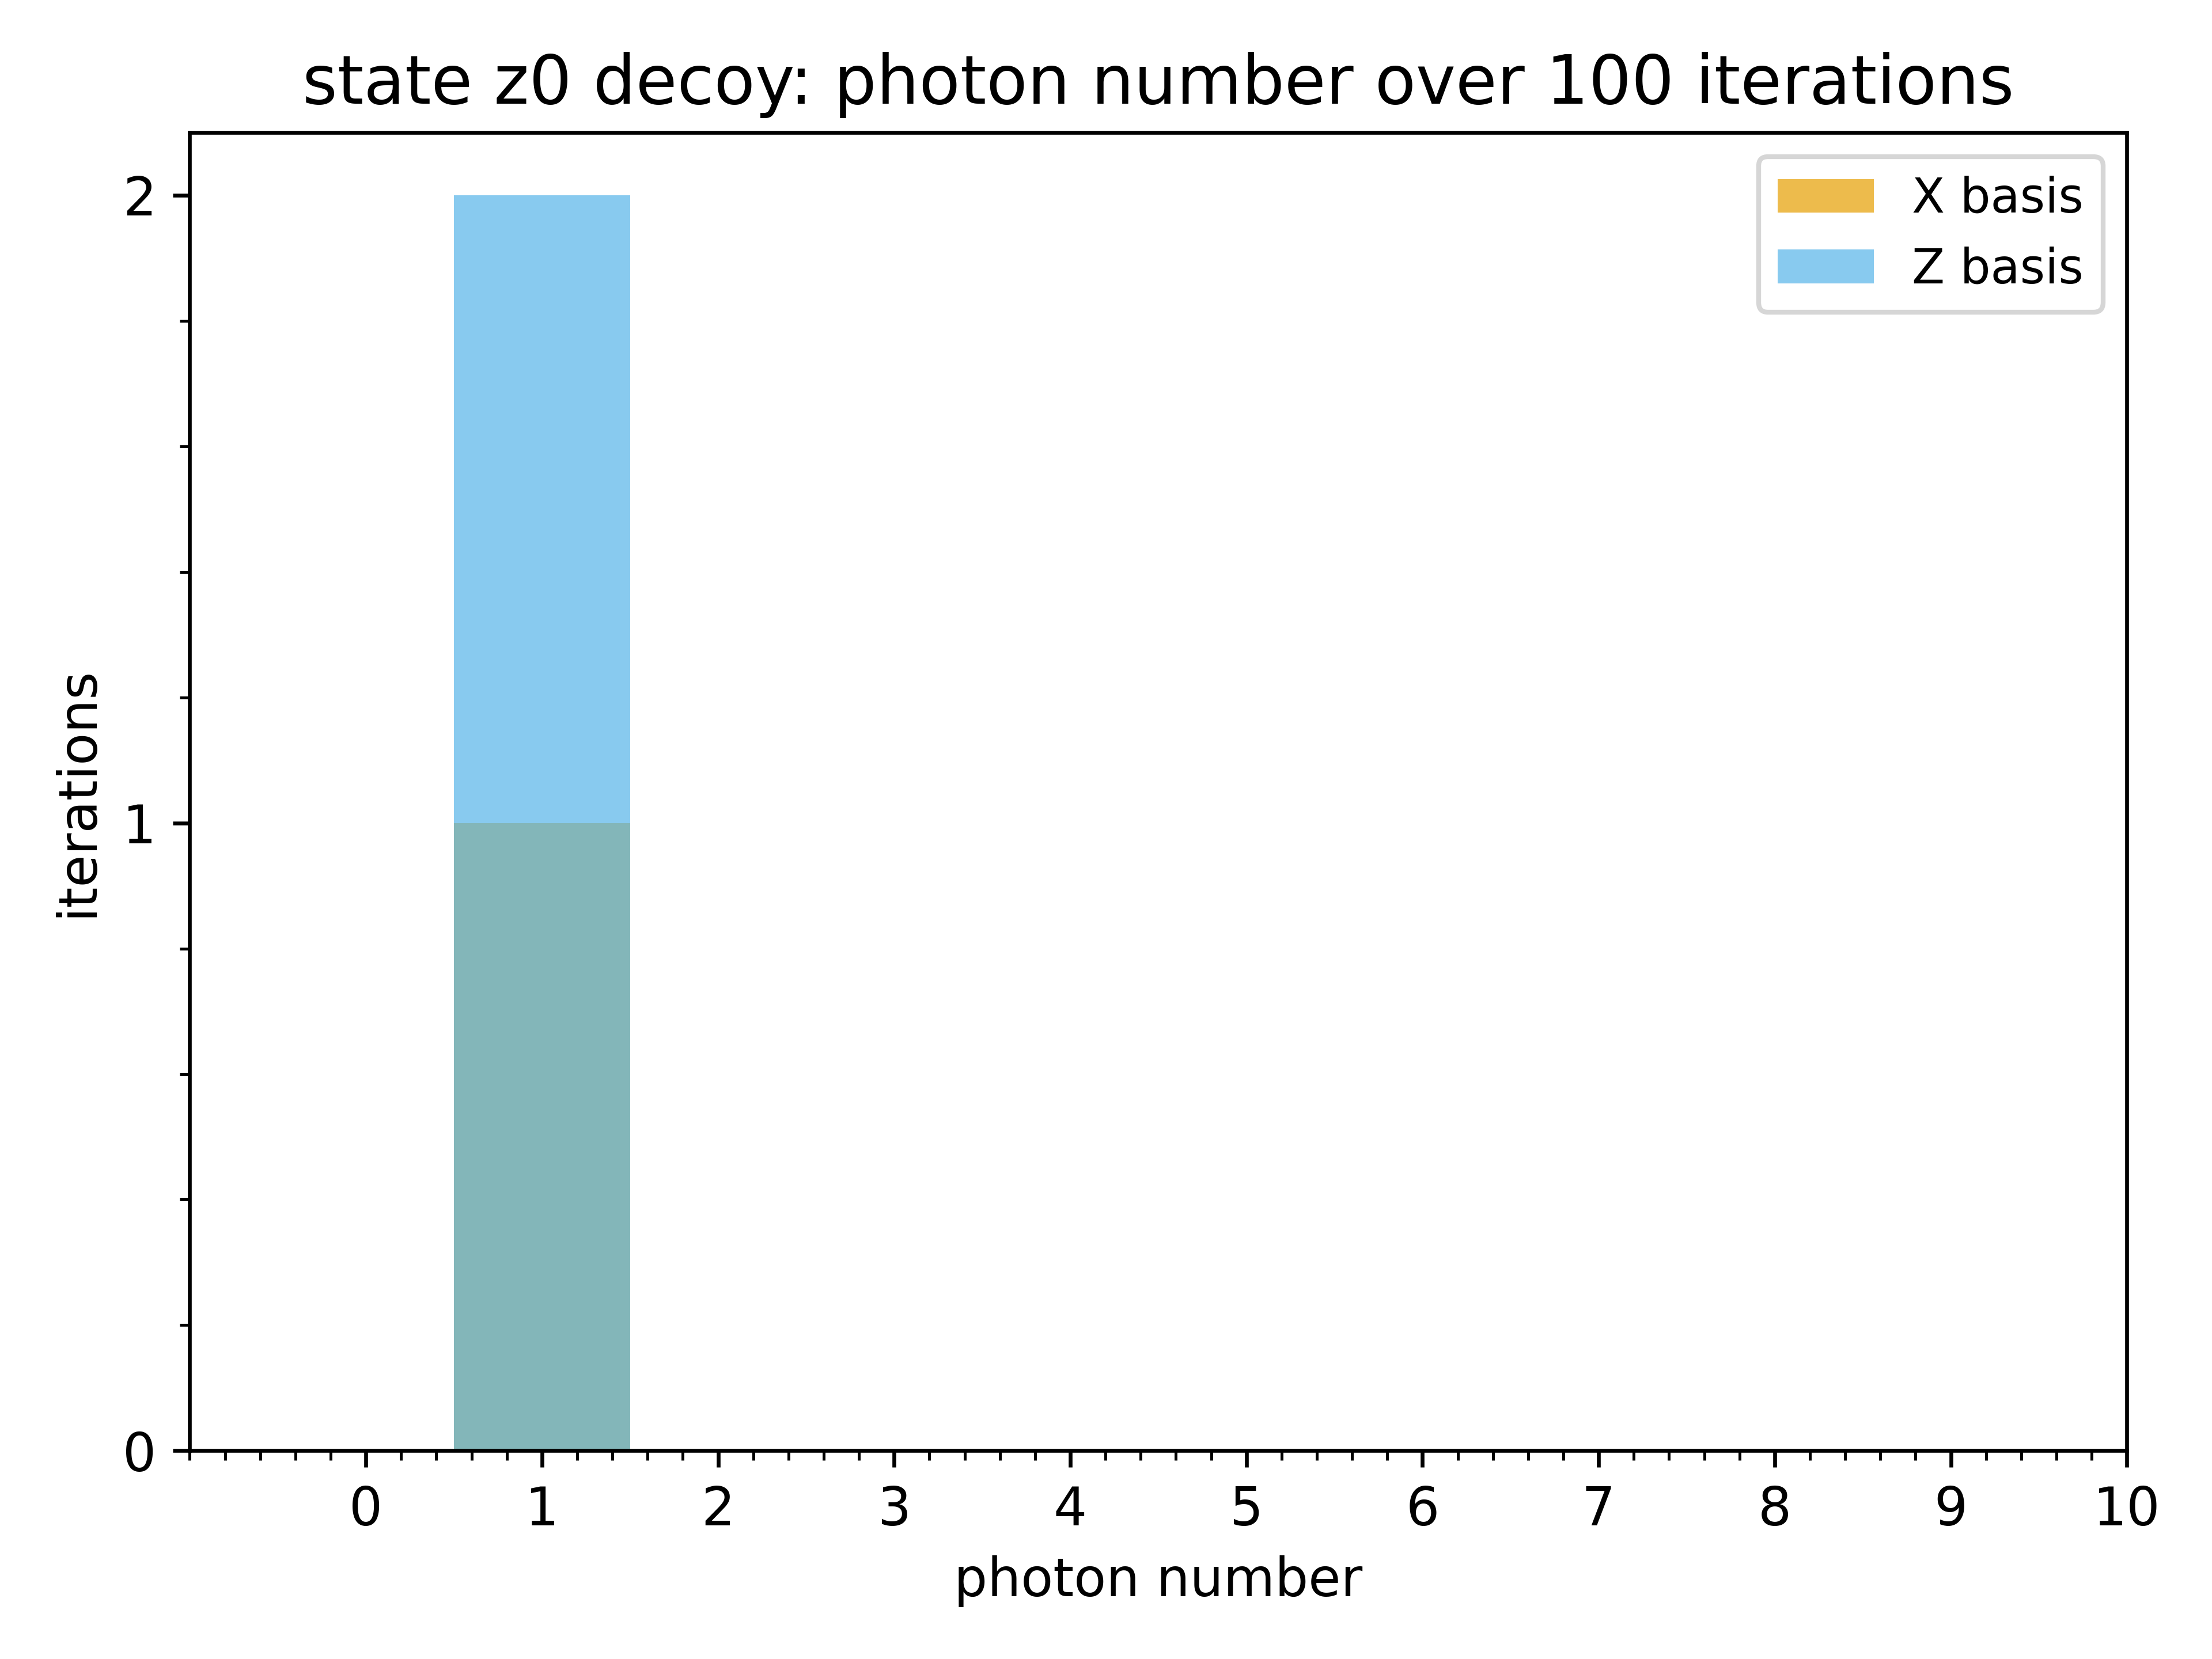 state z0 decoy: photon number over 100 iterations
X basis
Z basis
2
1
0
iterations
0 1 2 3 4 5 6 7 8 9 10
photon number